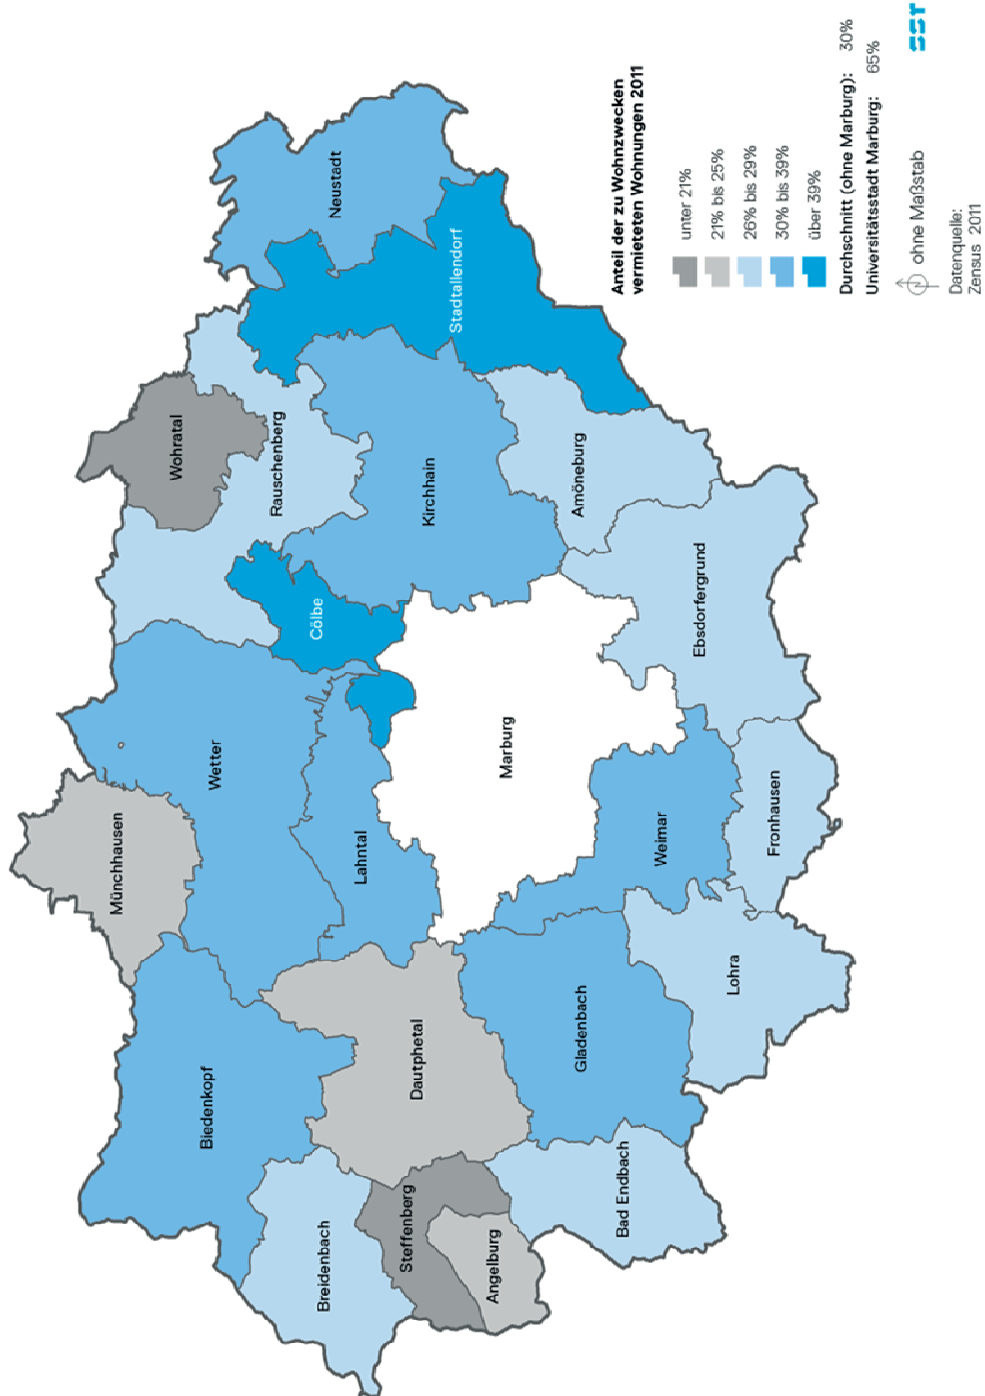 Münchhausen
Wohratal
Biedenkopf
Wetter
Rauschenberg
Neustadt
Breidenbach
Lahntal
Cölbe
Steffenberg
Dautphetal
Kirchhain
Stadtallendorf
Angelburg
Marburg
Gladenbach
Amöneburg
Bad Endbach
Weimar
Ebsdorfergrund
Lohra
Fronhausen
Anteil der zu Wohnzwecken
vermieteten Wohnungen 2011
unter 21%
21% bis 25%
26% bis 29%
30% bis 39%
über 39%
Durchschnitt (ohne Marburg): 30%
Universitätsstadt Marburg: 65%
ohne Maßstab
Datenquelle:
Zensus 2011
SST